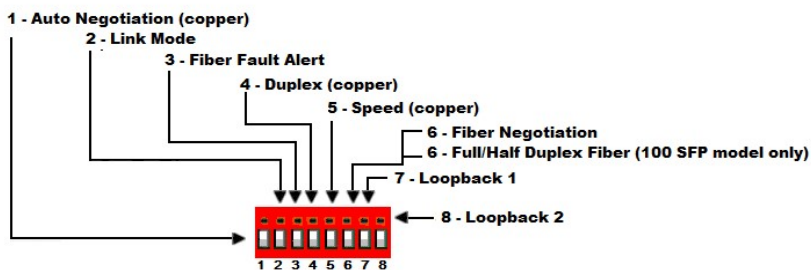 1 - Auto Negotiation (copper)
2 - Link Mode
3 - Fiber Fault Alert
4 - Duplex (copper)
5 - Speed (copper)
6 - Fiber Negotiation
6 - Full/Half Duplex Fiber (100 SFP model only)
7 - Loopback 1
8 - Loopback 2
1 2 3 4 5 6 7 8